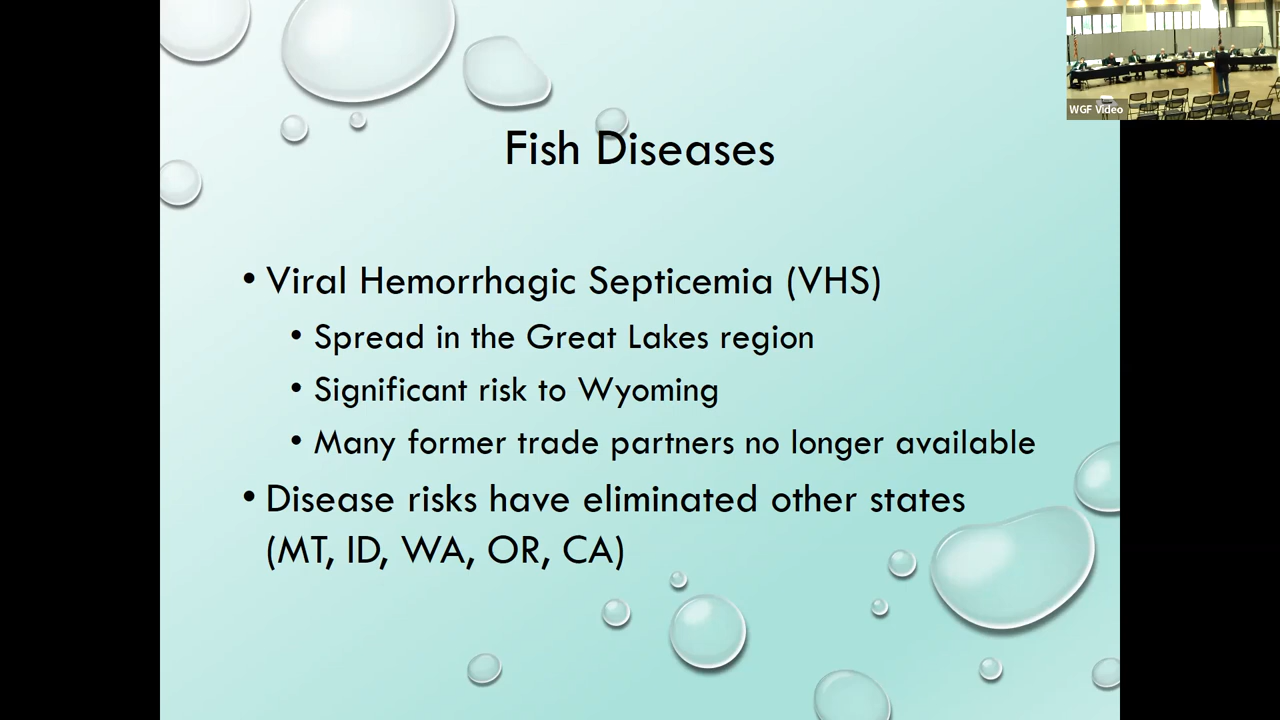 WGF Video
Fish Diseases
• Viral Hemorrhagic Septicemia (VHS)
• Spread in the Great Lakes region
• Significant risk to Wyoming
• Many former trade partners no longer available
• Disease risks have eliminated other states
(MT, ID, WA, OR, CA)